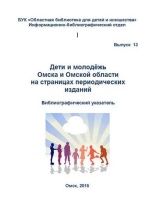 БУК «Областная библиотека для детей и юношества»
Информационно-библиографический отдел
Выпуск 12
Дети и молодёжь
Омска и Омской области
на страницах периодических
изданий
Библиографический указатель
Омск, 2018